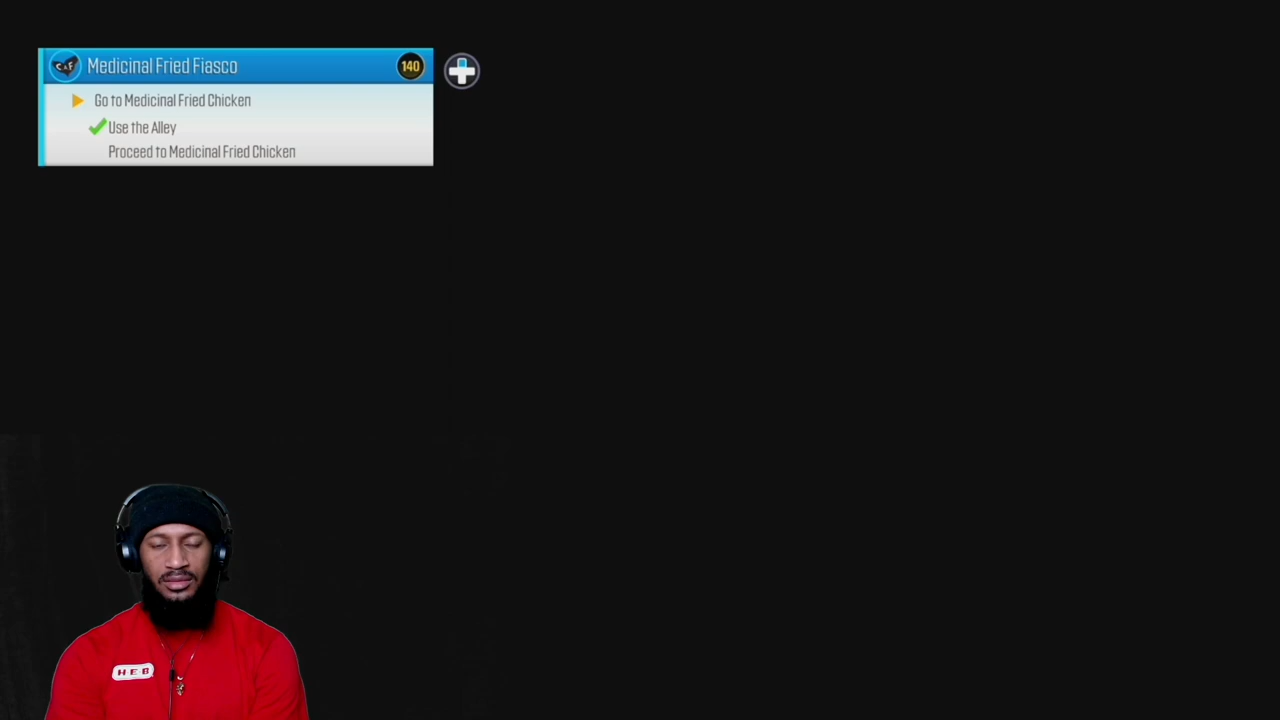 Medicinal Fried Fiasco 140
Go to Medicinal Fried Chicken
Use the Alley
Proceed to Medicinal Fried Chicken
HEB